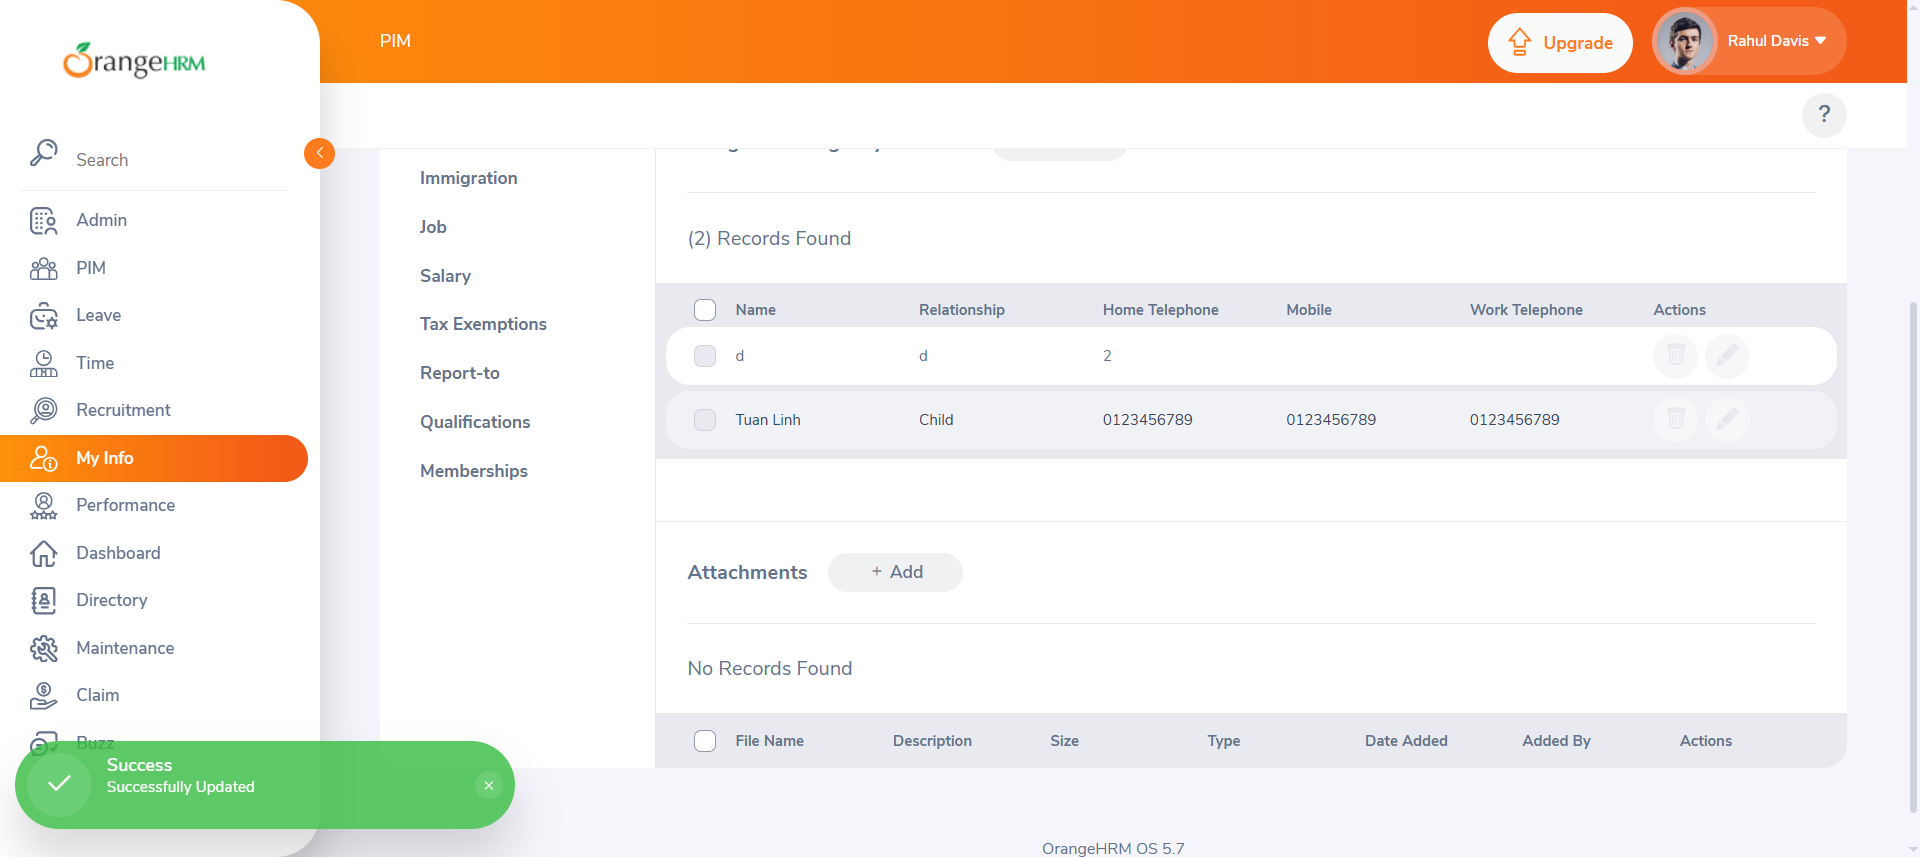 OrangeHRM
PIM
Upgrade
Rahul Davis
?
Search
Admin
PIM
Leave
Time
Recruitment
My Info
Performance
Dashboard
Directory
Maintenance
Claim
Buzz
Success
Successfully Updated
Immigration
Job
Salary
Tax Exemptions
Report-to
Qualifications
Memberships
(2) Records Found
Name Relationship Home Telephone Mobile Work Telephone Actions
d d 2
Tuan Linh Child 0123456789 0123456789 0123456789
Attachments + Add
No Records Found
File Name Description Size Type Date Added Added By Actions
OrangeHRM OS 5.7